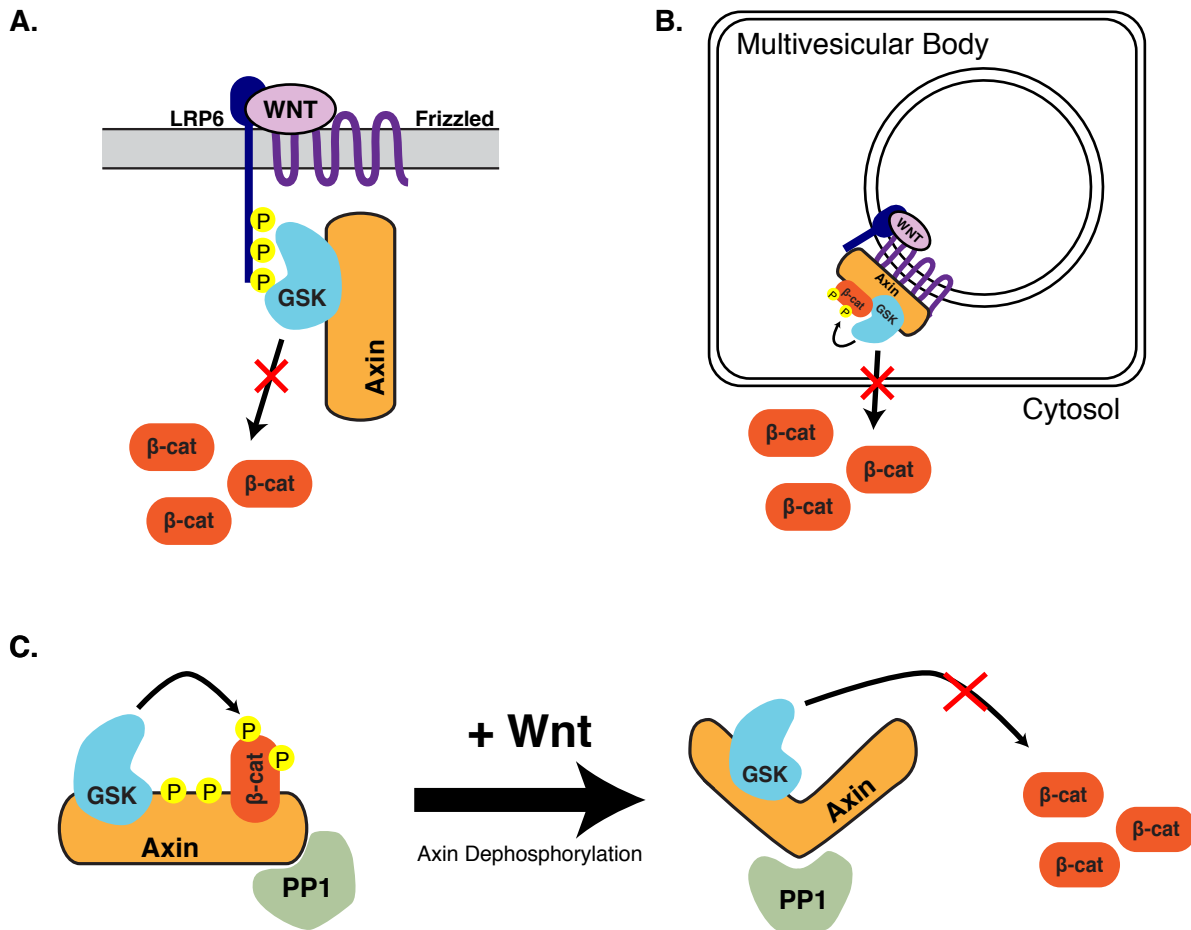 A.
LRP6
WNT
Frizzled
P
P
P
GSK
Axin
β-cat
β-cat
β-cat
B.
Multivesicular Body
WNT
Axin
P
β-cat
GSK
P
Cytosol
β-cat
β-cat
β-cat
C.
P
P
β-cat
GSK
P
P
Axin
PP1
+ Wnt
Axin Dephosphorylation
GSK
Axin
PP1
β-cat
β-cat
β-cat